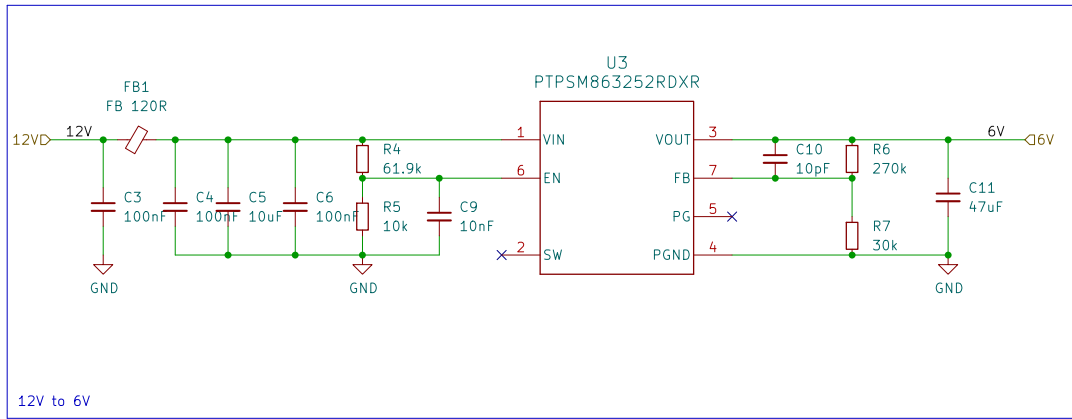 U3
PTPSM863252RDXR
FB1
FB 120R
12V
12V
1
VIN
VOUT
3
6V
6V
R4
61.9k
C10
10pF
R6
270k
6
EN
FB
7
C3
100nF
C4
100nF
C5
10uF
C6
100nF
R5
10k
C9
10nF
PG
5
C11
47uF
R7
30k
2
SW
PGND
4
GND
GND
GND
12V to 6V